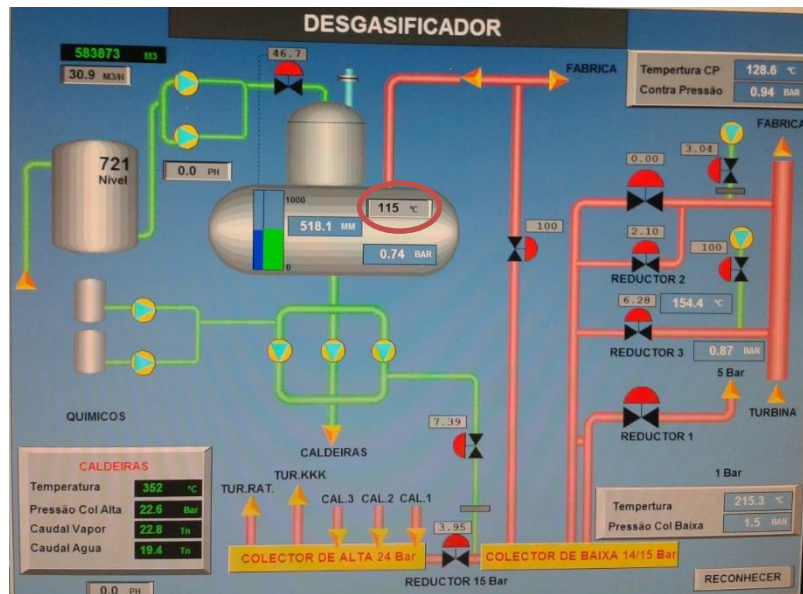 DESGASIFICADOR
583873 M3
30.9 M3/H
46.7
FABRICA
Tempertura CP 128.6 ℃
Contra Pressão 0.94 BAR
FABRICA
3.04
0.00
721
Nivel
0.0 PH
1000
115 ℃
518.1 MM
0.74 BAR
0
100
2.10
100
REDUCTOR 2
6.28 154.4 ℃
REDUCTOR 3 0.87 BAR
5 Bar
QUIMICOS
REDUCTOR 1
TURBINA
7.39
CALDEIRAS
1 Bar
CALDEIRAS
Temperatura 352 ℃
Pressão Col Alta 22.6 Bar
Caudal Vapor 22.8 Tn
Caudal Agua 19.4 Tn
TUR.RAT.
TUR.KKK
CAL.3 CAL.2 CAL.1
Tempertura 215.3 ℃
Pressão Col Baixa 1.5 BAR
3.95
COLECTOR DE ALTA 24 Bar
COLECTOR DE BAIXA 14/15 Bar
REDUCTOR 15 Bar
RECONHECER
0.0 PH